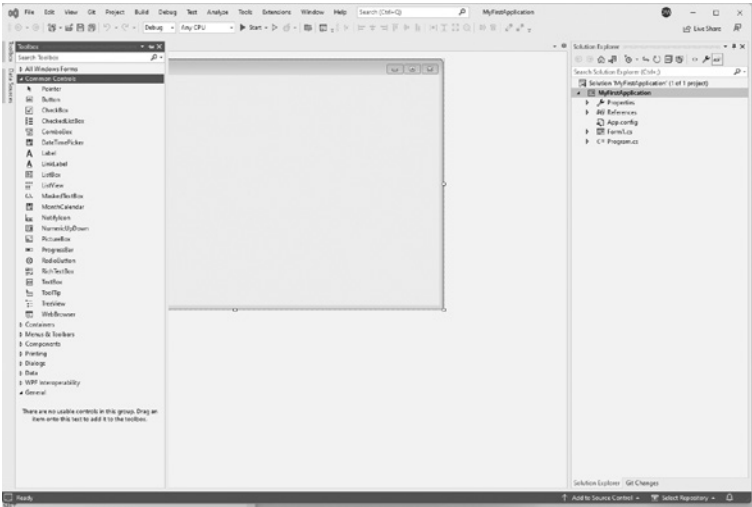 File Edit View Git Project Build Debug Test Analyze Tools Extensions Window Help Search (Ctrl+Q) MyFirstApplication
Debug Any CPU Start Live Share
Toolbox
Toolbox
Data Sources
Search Toolbox
All Windows Forms
Common Controls
Pointer
Button
CheckBox
CheckedListBox
ComboBox
DateTimePicker
Label
LinkLabel
ListBox
ListView
MaskedTextBox
MonthCalendar
NotifyIcon
NumericUpDown
PictureBox
ProgressBar
RadioButton
RichTextBox
TextBox
ToolTip
TreeView
WebBrowser
Containers
Menus & Toolbars
Components
Printing
Dialogs
Data
WPF Interoperability
General
There are no usable controls in this group. Drag an
item onto this text to add it to the toolbox.
Solution Explorer
Search Solution Explorer (Ctrl+;)
Solution 'MyFirstApplication' (1 of 1 project)
MyFirstApplication
Properties
References
App.config
Form1.cs
C# Program.cs
Solution Explorer Git Changes
Ready Add to Source Control Select Repository